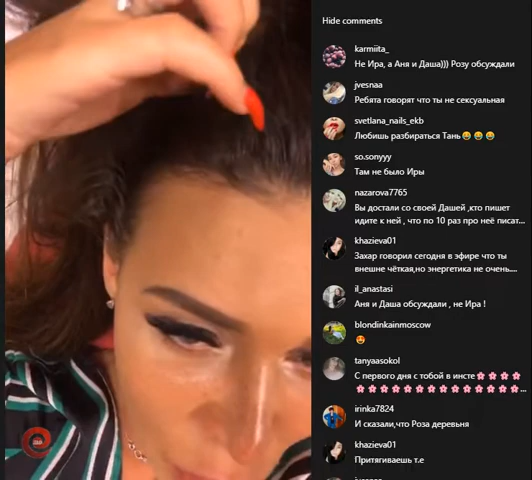 Hide comments
karmiita_
Не Ира, а Аня и Даша))) Розу обсуждали
jvesnaa
Ребята говорят что ты не сексуальная
svetlana_nails_ekb
Любишь разбираться Тань😂 😂 😂
so.sonyyy
Там не было Иры
nazarova7765
Вы достали со своей Дашей ,кто пишет
идите к ней , что по 10 раз про неё писат...
khazieva01
Захар говорил сегодня в эфире что ты
внешне чёткая,но энергетика не очень....
il_anastasi
Аня и Даша обсуждали , не Ира !
blondinkainmoscow
😍
tanyaasokol
С первого дня с тобой в инсте🌸 🌸 🌸 🌸
🌸 🌸 🌸 🌸 🌸 🌸 🌸 🌸 🌸 🌸 🌸 🌸 🌸 🌸...
irinka7824
И сказали,что Роза деревьня
khazieva01
Притягиваешь т.е